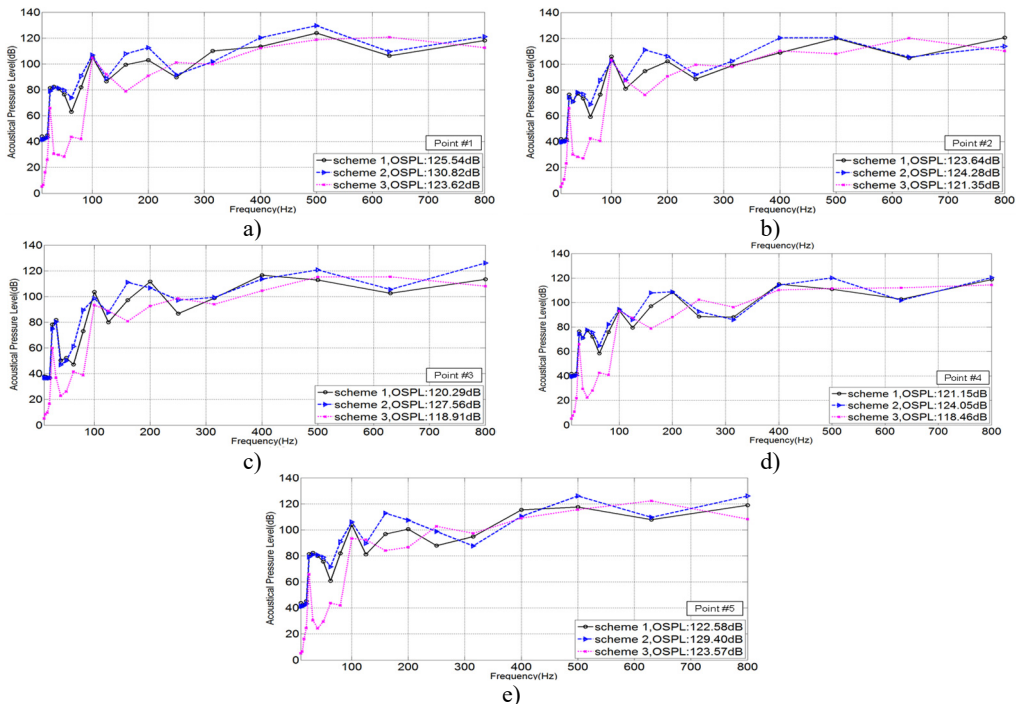 140
120
100
80
60
40
20
0
Acoustical Pressure Level(dB)
Point #1
scheme 1,OSPL:125.54dB
scheme 2,OSPL:130.82dB
scheme 3,OSPL:123.62dB
100 200 300 400 500 600 700 800
Frequency(Hz)
a)
140
120
100
80
60
40
20
0
Acoustical Pressure Level(dB)
Point #2
scheme 1,OSPL:123.64dB
scheme 2,OSPL:124.28dB
scheme 3,OSPL:121.35dB
100 200 300 400 500 600 700 800
Frequency(Hz)
b)
140
120
100
80
60
40
20
0
Acoustical Pressure Level(dB)
Point #3
scheme 1,OSPL:120.29dB
scheme 2,OSPL:127.56dB
scheme 3,OSPL:118.91dB
100 200 300 400 500 600 700 800
Frequency(Hz)
c)
140
120
100
80
60
40
20
0
Acoustical Pressure Level(dB)
Point #4
scheme 1,OSPL:121.15dB
scheme 2,OSPL:124.05dB
scheme 3,OSPL:118.46dB
100 200 300 400 500 600 700 800
Frequency(Hz)
d)
140
120
100
80
60
40
20
0
Acoustical Pressure Level(dB)
Point #5
scheme 1,OSPL:122.58dB
scheme 2,OSPL:129.40dB
scheme 3,OSPL:123.57dB
100 200 300 400 500 600 700 800
Frequency(Hz)
e)